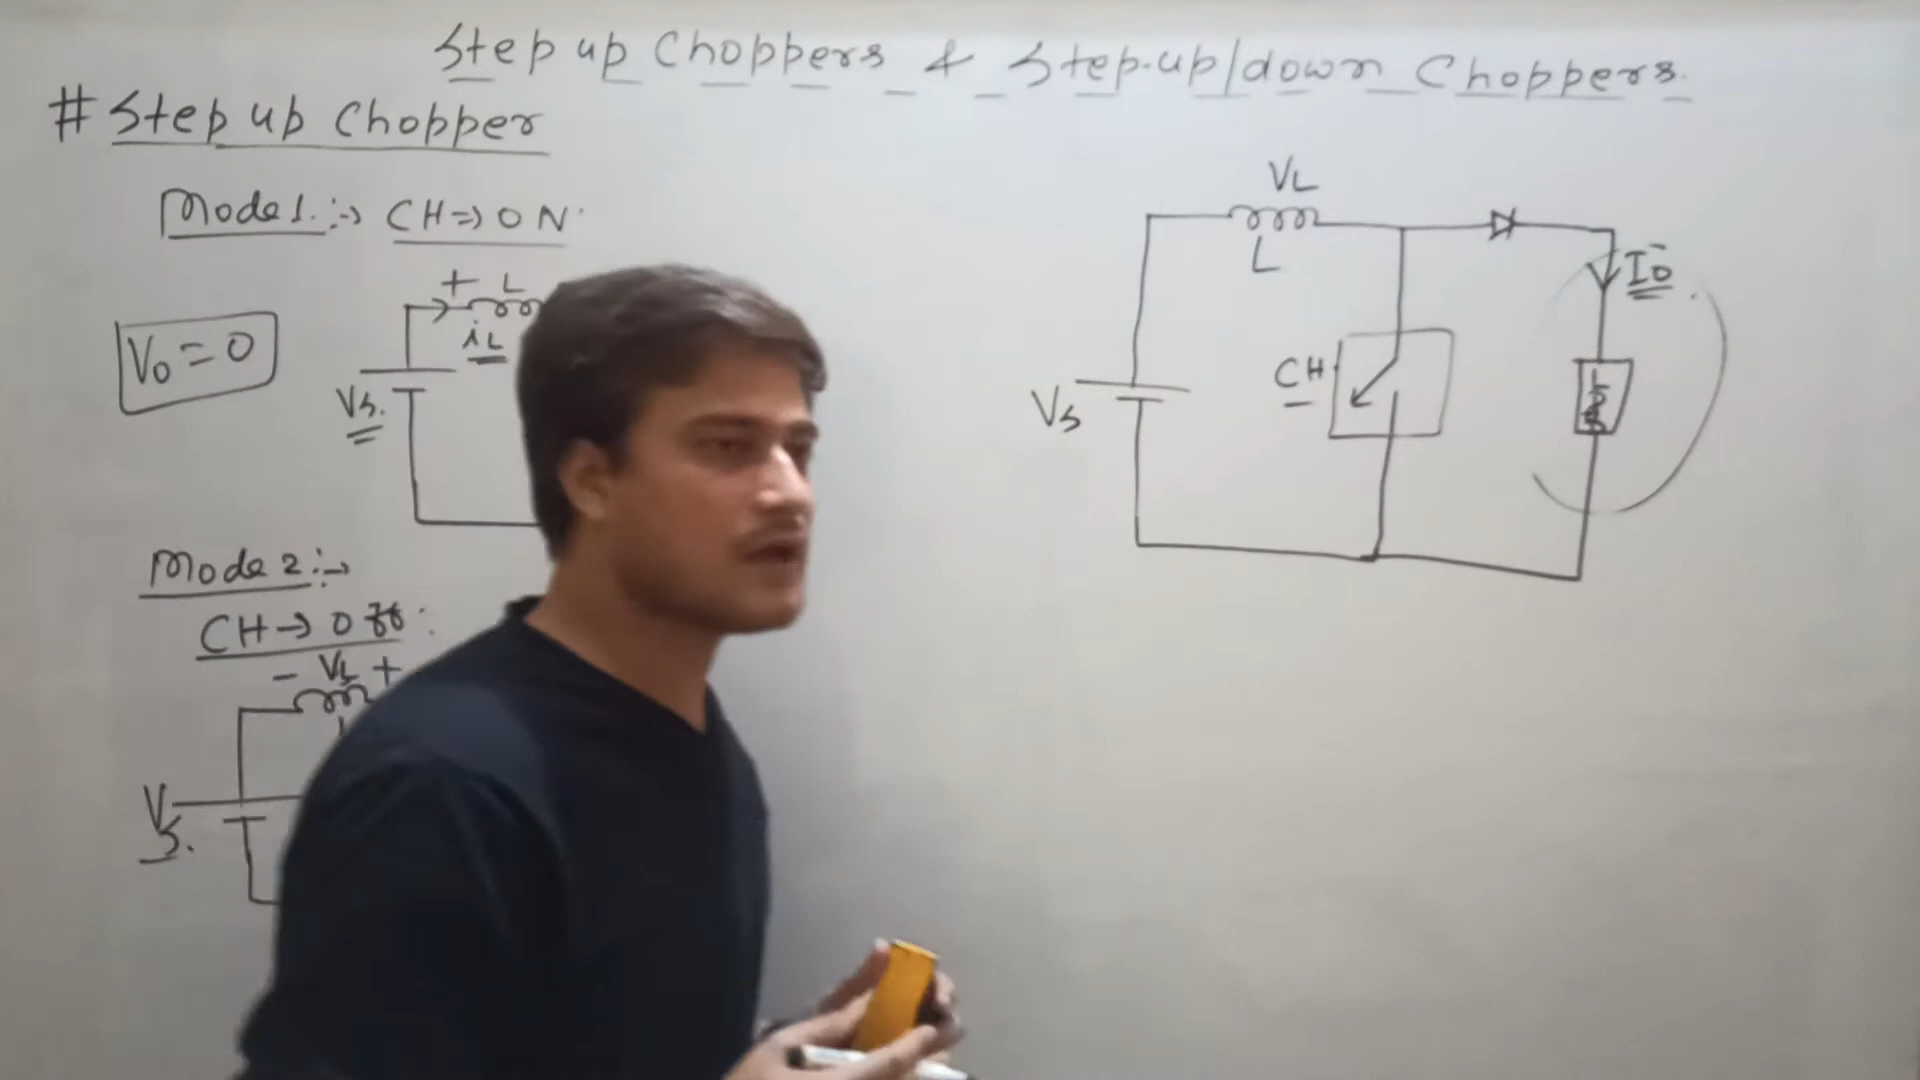 Step up Choppers & Step-up/down Choppers.
# Step up Chopper
Mode 1. :→ CH => ON
+ L
iL
V0 = 0
Vs.
Mode 2 :→
CH → Off
- VL +
Vs.
VL
L
I0
CH
Vs